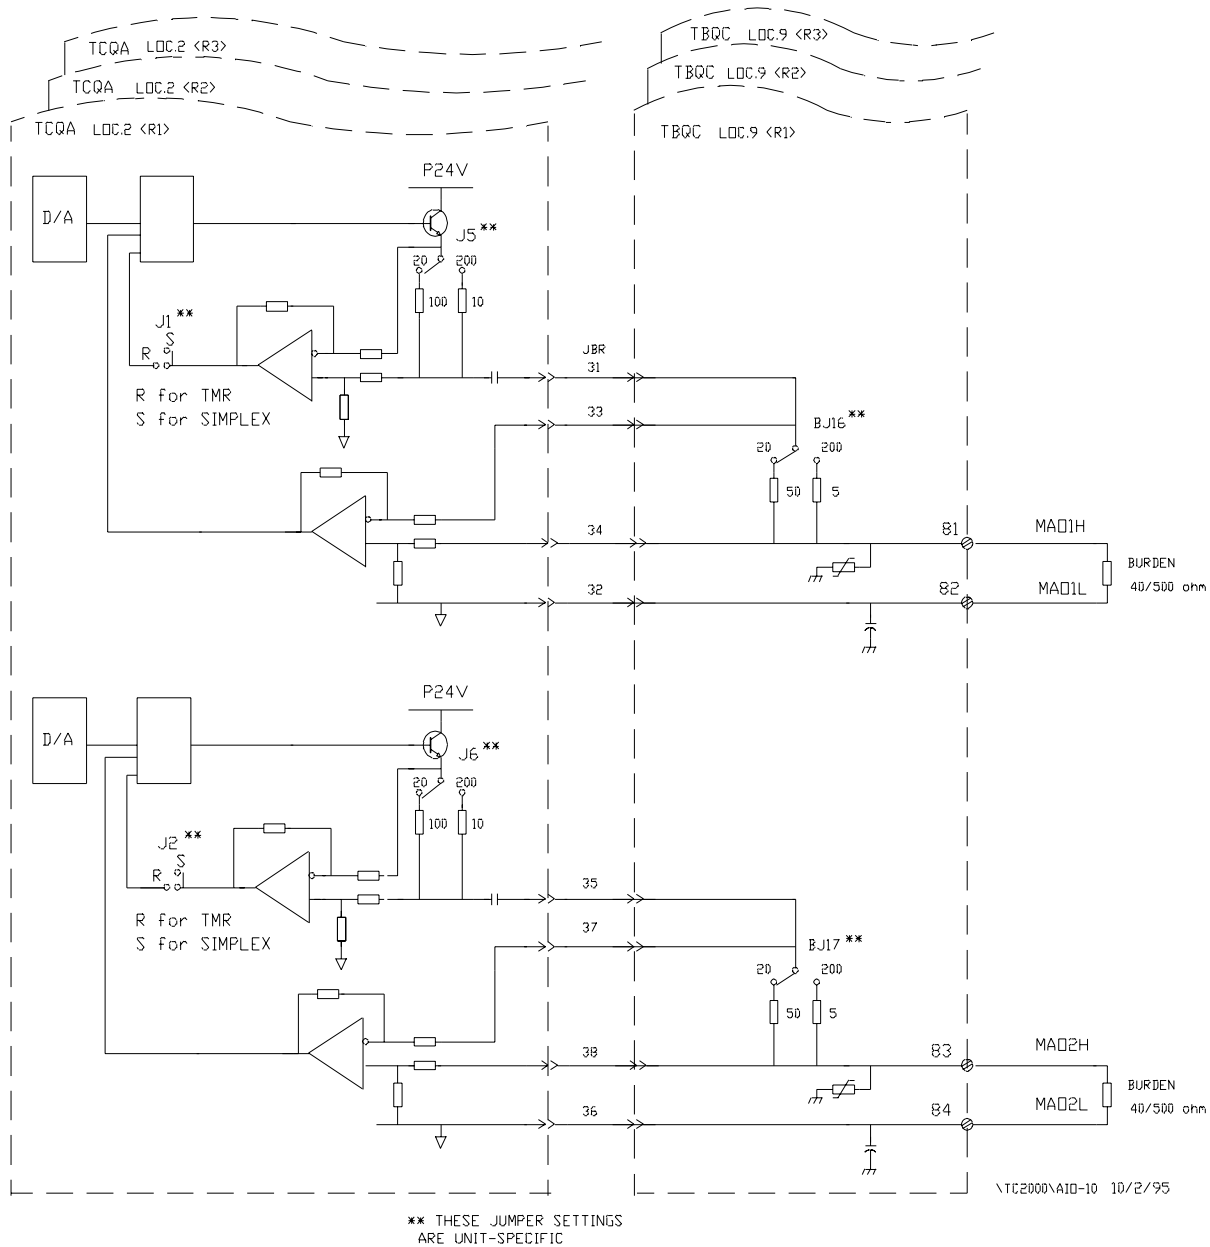 TCQA LOC.2 <R3>
TBQC LOC.9 <R3>
TCQA LOC.2 <R2>
TBQC LOC.9 <R2>
TCQA LOC.2 <R1>
TBQC LOC.9 <R1>
P24V
D/A
J5 **
20 200
100 10
J1 **
S
R
R for TMR
S for SIMPLEX
JBR
31
33
BJ16 **
20 200
50 5
34
81
MAO1H
BURDEN
40/500 ohm
32
82
MAO1L
P24V
D/A
J6 **
20 200
100 10
J2 **
S
R
R for TMR
S for SIMPLEX
35
37
BJ17 **
20 200
50 5
38
83
MAO2H
BURDEN
40/500 ohm
36
84
MAO2L
\TC2000\AIO-10 10/2/95
** THESE JUMPER SETTINGS
ARE UNIT-SPECIFIC